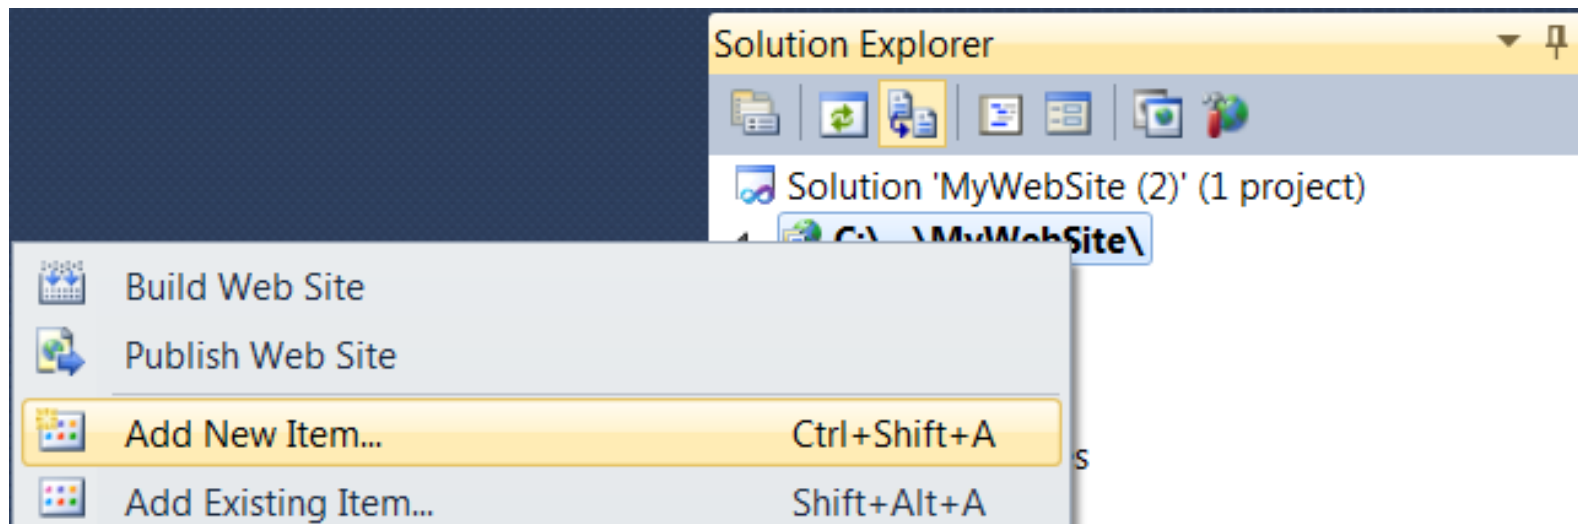 Solution Explorer
Solution 'MyWebSite (2)' (1 project)
C:\...\MyWebSite\
Build Web Site
Publish Web Site
Add New Item... Ctrl+Shift+A
s
Add Existing Item... Shift+Alt+A